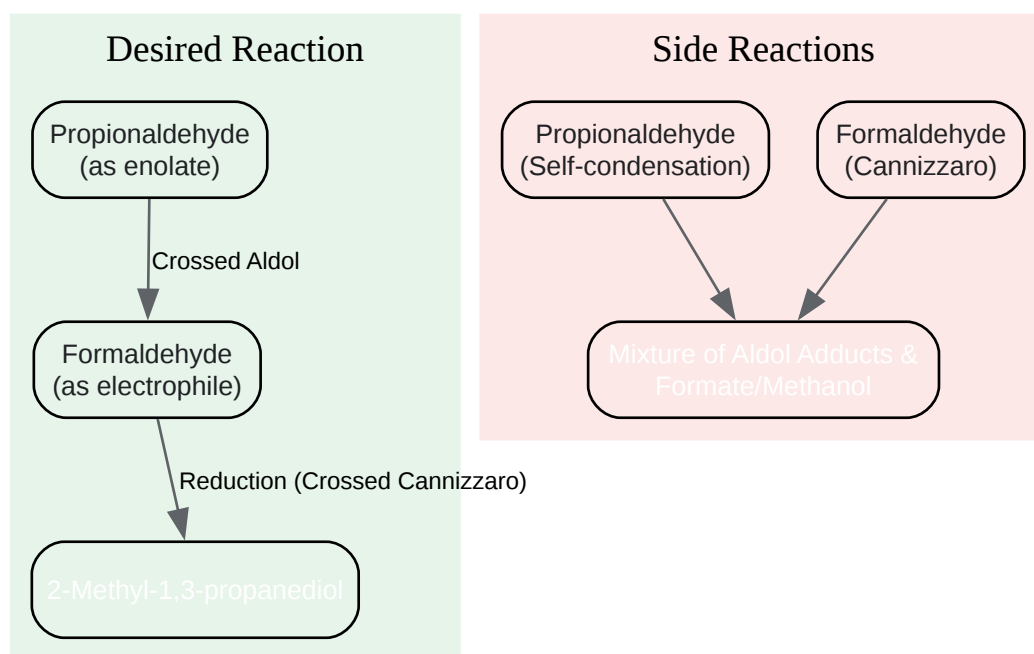 Desired Reaction
Propionaldehyde
(as enolate)
Crossed Aldol
Formaldehyde
(as electrophile)
Reduction (Crossed Cannizzaro)
2-Methyl-1,3-propanediol
Side Reactions
Propionaldehyde
(Self-condensation)
Formaldehyde
(Cannizzaro)
Mixture of Aldol Adducts &
Formate/Methanol